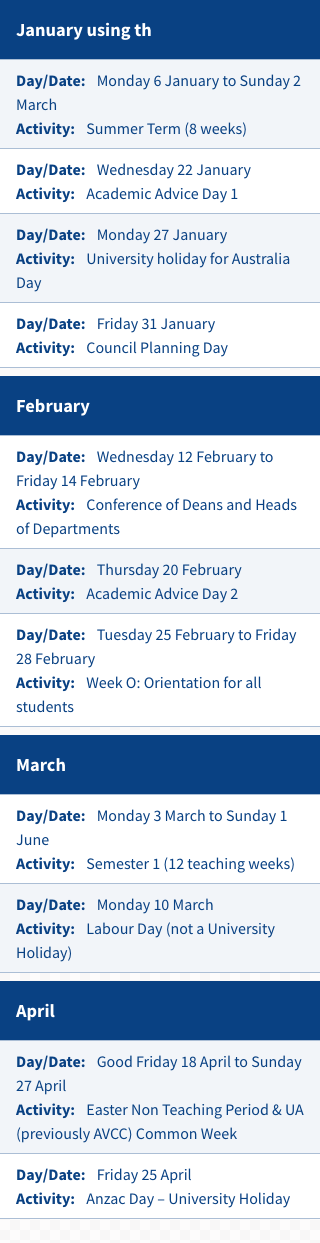 January using th
Day/Date: Monday 6 January to Sunday 2
March
Activity: Summer Term (8 weeks)
Day/Date: Wednesday 22 January
Activity: Academic Advice Day 1
Day/Date: Monday 27 January
Activity: University holiday for Australia
Day
Day/Date: Friday 31 January
Activity: Council Planning Day
February
Day/Date: Wednesday 12 February to
Friday 14 February
Activity: Conference of Deans and Heads
of Departments
Day/Date: Thursday 20 February
Activity: Academic Advice Day 2
Day/Date: Tuesday 25 February to Friday
28 February
Activity: Week O: Orientation for all
students
March
Day/Date: Monday 3 March to Sunday 1
June
Activity: Semester 1 (12 teaching weeks)
Day/Date: Monday 10 March
Activity: Labour Day (not a University
Holiday)
April
Day/Date: Good Friday 18 April to Sunday
27 April
Activity: Easter Non Teaching Period & UA
(previously AVCC) Common Week
Day/Date: Friday 25 April
Activity: Anzac Day – University Holiday